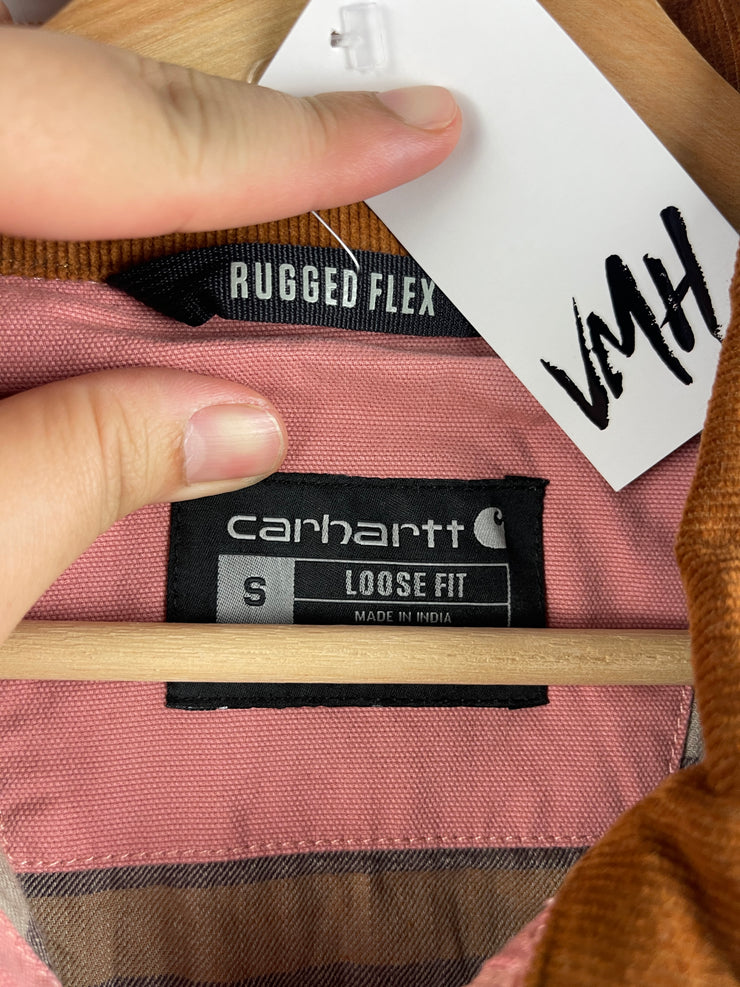 VMH
RUGGED FLEX
carhartt
S
LOOSE FIT
MADE IN INDIA